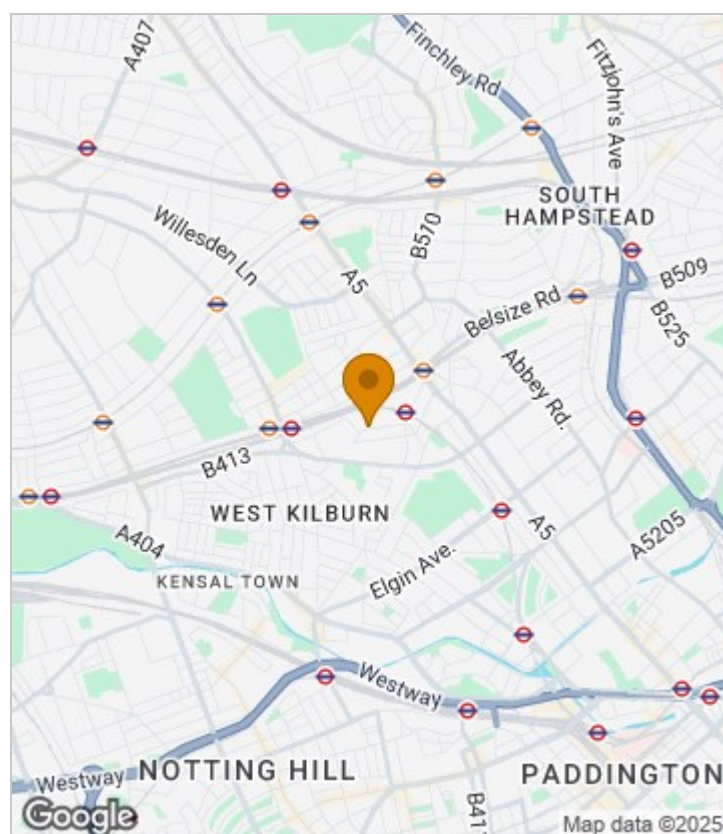 A407
Finchley Rd
Fitzjohn's Ave
SOUTH
HAMPSTEAD
Willesden Ln
B570
A5
B509
Belsize Rd
B525
Abbey Rd.
B413
WEST KILBURN
A404
KENSAL TOWN
A5
A5205
Elgin Ave.
Westway
Westway
NOTTING HILL
PADDINGTON
B41
Google
Map data ©2025